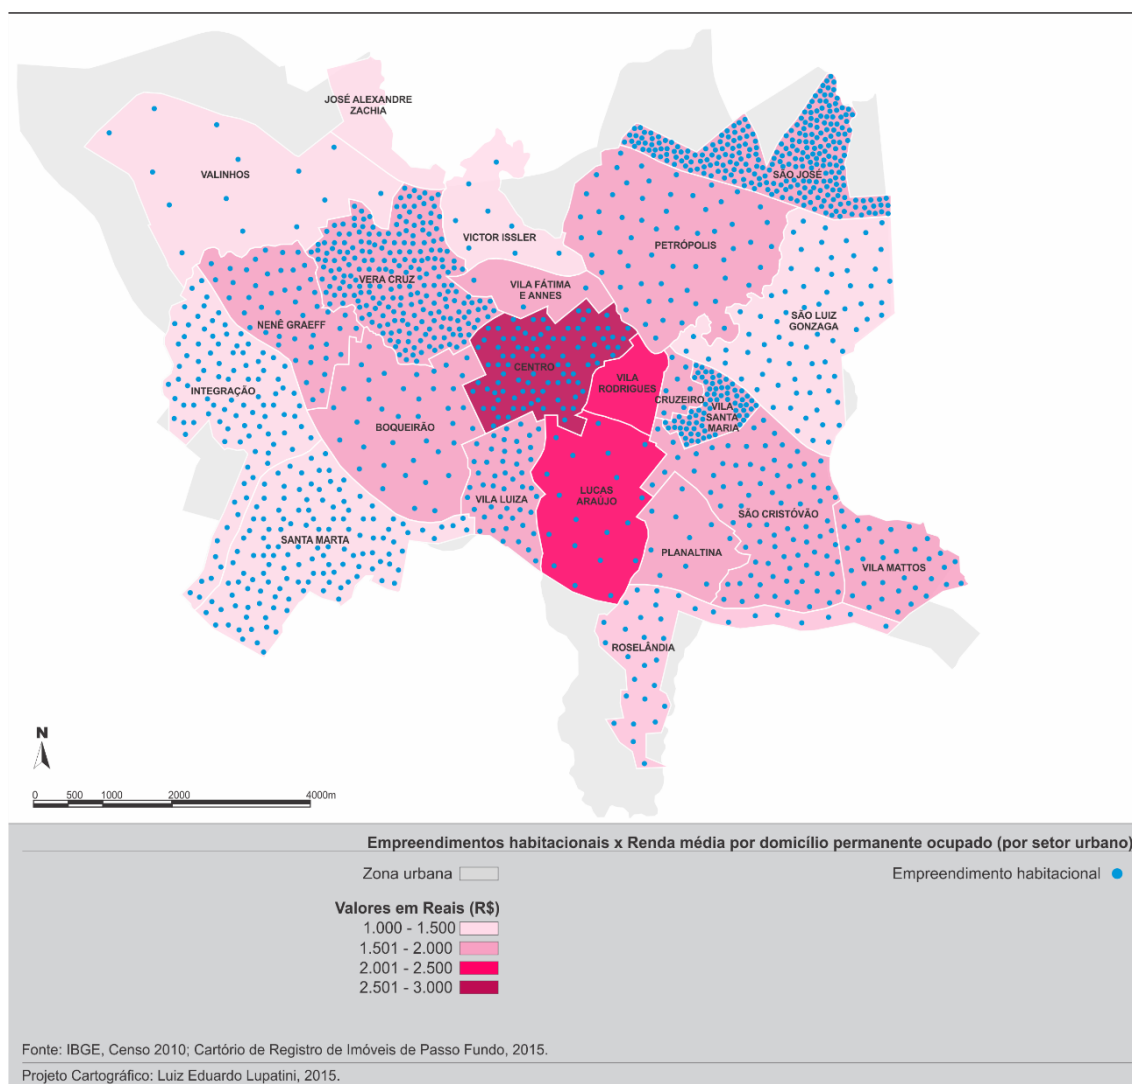 JOSÉ ALEXANDRE
ZACHIA
VALINHOS
SÃO JOSÉ
VICTOR ISSLER
PETRÓPOLIS
VERA CRUZ
VILA FÁTIMA
E ANNES
NENÊ GRAEFF
SÃO LUIZ
GONZAGA
CENTRO
VILA
RODRIGUES
INTEGRAÇÃO
CRUZEIRO
VILA
SANTA
MARIA
BOQUEIRÃO
LUCAS
ARAÚJO
VILA LUIZA
SÃO CRISTÓVÃO
SANTA MARTA
PLANALTINA
VILA MATTOS
ROSELÂNDIA
N
0 500 1000 2000 4000m
Empreendimentos habitacionais x Renda média por domicílio permanente ocupado (por setor urbano)
Zona urbana
Empreendimento habitacional
Valores em Reais (R$)
1.000 - 1.500
1.501 - 2.000
2.001 - 2.500
2.501 - 3.000
Fonte: IBGE, Censo 2010; Cartório de Registro de Imóveis de Passo Fundo, 2015.
Projeto Cartográfico: Luiz Eduardo Lupatini, 2015.